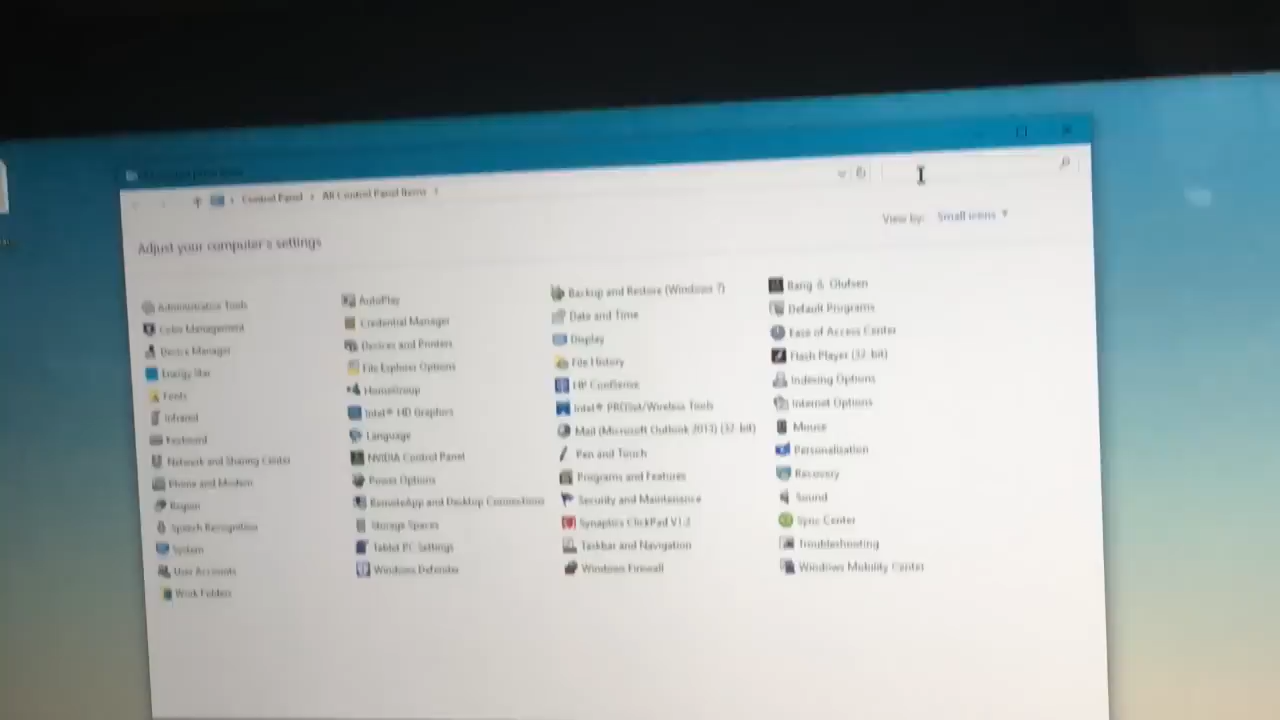 Control Panel › All Control Panel Items ›
View by: Small icons
Adjust your computer's settings
Administrative Tools
AutoPlay
Backup and Restore (Windows 7)
Bang & Olufsen
Color Management
Credential Manager
Date and Time
Default Programs
Device Manager
Devices and Printers
Display
Ease of Access Center
Energy Star
File Explorer Options
File History
Flash Player (32-bit)
Fonts
HomeGroup
HP CoolSense
Indexing Options
Infrared
Intel® HD Graphics
Intel® PROSet/Wireless Tools
Internet Options
Keyboard
Language
Mail (Microsoft Outlook 2013) (32-bit)
Mouse
Network and Sharing Center
NVIDIA Control Panel
Pen and Touch
Personalisation
Phone and Modem
Power Options
Programs and Features
Recovery
Region
RemoteApp and Desktop Connections
Security and Maintenance
Sound
Speech Recognition
Storage Spaces
Synaptics ClickPad V1.2
Sync Center
System
Tablet PC Settings
Taskbar and Navigation
Troubleshooting
User Accounts
Windows Defender
Windows Firewall
Windows Mobility Center
Work Folders